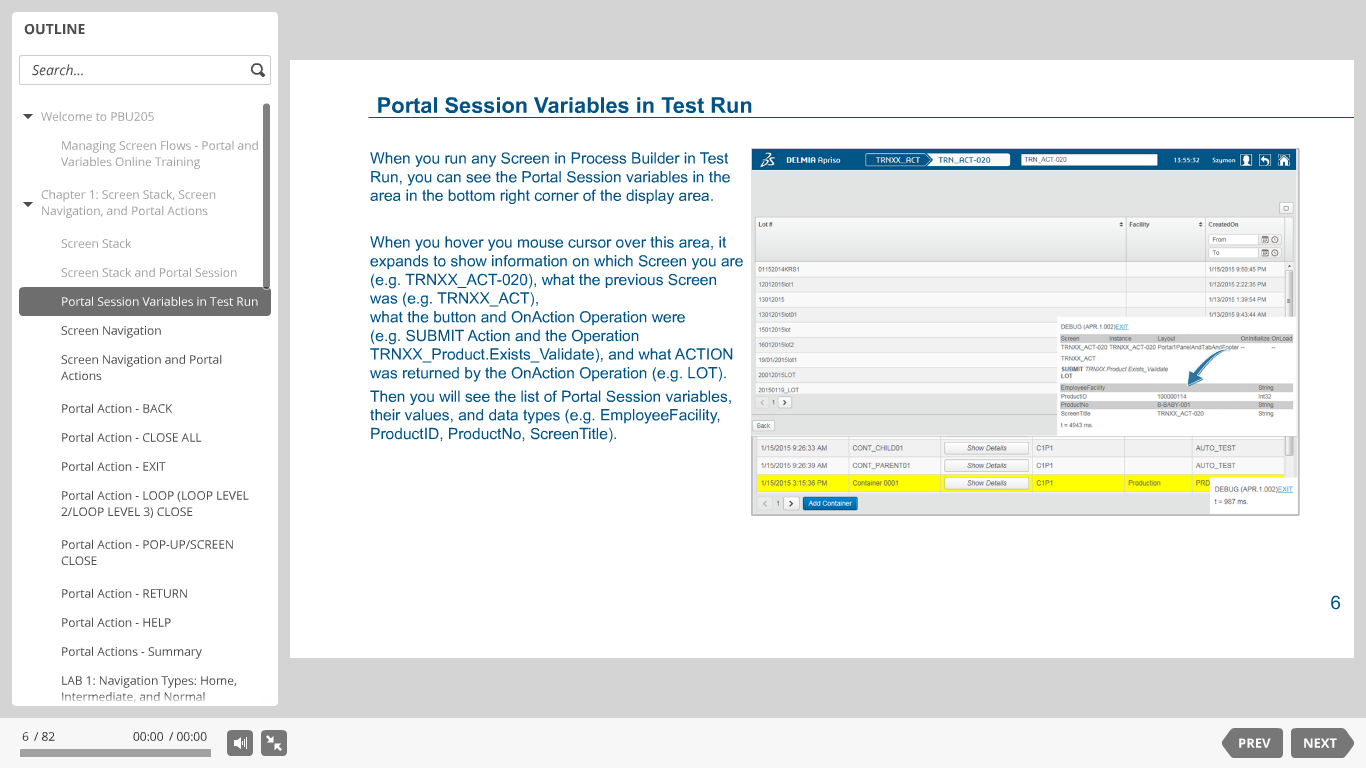 OUTLINE
Search...
Welcome to PBU205
Managing Screen Flows - Portal and
Variables Online Training
Chapter 1: Screen Stack, Screen
Navigation, and Portal Actions
Screen Stack
Screen Stack and Portal Session
Portal Session Variables in Test Run
Screen Navigation
Screen Navigation and Portal
Actions
Portal Action - BACK
Portal Action - CLOSE ALL
Portal Action - EXIT
Portal Action - LOOP (LOOP LEVEL
2/LOOP LEVEL 3) CLOSE
Portal Action - POP-UP/SCREEN
CLOSE
Portal Action - RETURN
Portal Action - HELP
Portal Actions - Summary
LAB 1: Navigation Types: Home,
Intermediate, and Normal
Portal Session Variables in Test Run
When you run any Screen in Process Builder in Test
Run, you can see the Portal Session variables in the
area in the bottom right corner of the display area.
When you hover you mouse cursor over this area, it
expands to show information on which Screen you are
(e.g. TRNXX_ACT-020), what the previous Screen
was (e.g. TRNXX_ACT),
what the button and OnAction Operation were
(e.g. SUBMIT Action and the Operation
TRNXX_Product.Exists_Validate), and what ACTION
was returned by the OnAction Operation (e.g. LOT).
Then you will see the list of Portal Session variables,
their values, and data types (e.g. EmployeeFacility,
ProductID, ProductNo, ScreenTitle).
DELMIA Apriso TRNXX_ACT TRN_ACT-020 TRN_ACT-020 13:55:32 Szymon
Lot # Facility CreatedOn
From
To
01152014KRS1 1/15/2015 9:50:45 PM
12012015lot1 1/12/2015 2:22:35 PM
13012015 1/13/2015 1:39:54 PM
13012015lot01 1/13/2015 9:43:44 AM
15012015lot
16012015lot2
19/01/2015lot1
20012015LOT
20150119_LOT
1
Back
DEBUG (APR.1.002)EXIT
Screen Instance Layout OnInitialize OnLoad
TRNXX_ACT-020 TRNXX_ACT-020 Portal1PanelAndTabAndFooter -- --
TRNXX_ACT
SUBMIT TRNXX.Product.Exists_Validate
LOT
EmployeeFacility String
ProductID 100000114 Int32
ProductNo B-BABY-001 String
ScreenTitle TRNXX_ACT-020 String
t = 4943 ms.
1/15/2015 9:26:33 AM CONT_CHILD01 Show Details C1P1 AUTO_TEST
1/15/2015 9:26:39 AM CONT_PARENT01 Show Details C1P1 AUTO_TEST
1/15/2015 3:15:36 PM Container 0001 Show Details C1P1 Production PRD
1 Add Container
DEBUG (APR.1.002)EXIT
t = 987 ms.
6
6 / 82 00:00 / 00:00
PREV NEXT